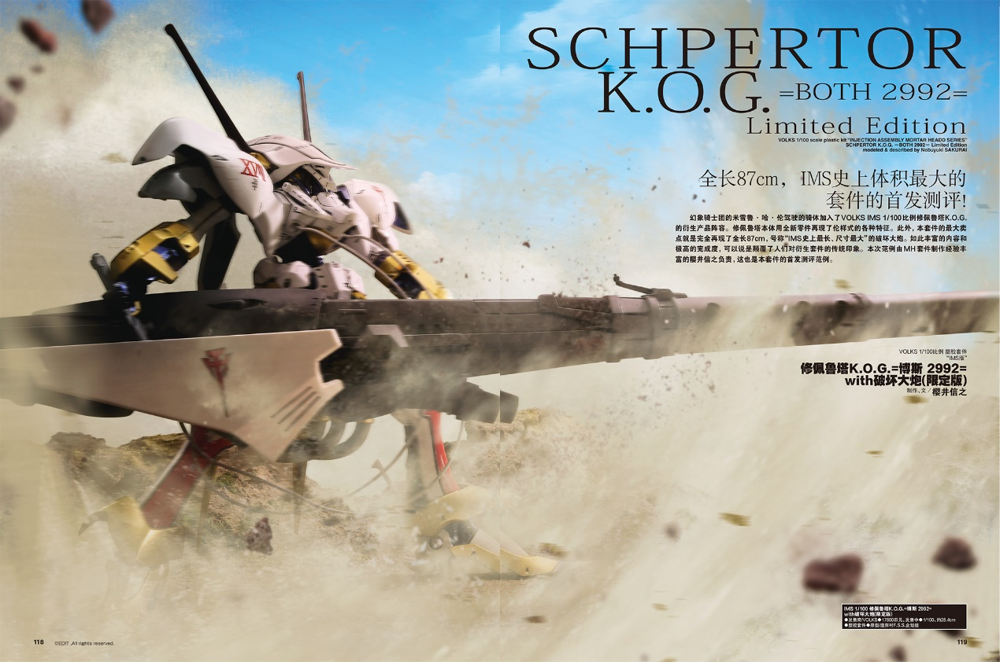 SCHPERTOR
K.O.G. =BOTH 2992=
Limited Edition
VOLKS 1/100 scale plastic kit "INJECTION ASSEMBLY MORTAR HEADD SERIES"
SCHPERTOR K.O.G. =BOTH 2992= Limited Edition
modeled & described by Nobuyuki SAKURAI
全长87cm，IMS史上体积最大的
套件的首发测评!
幻象骑士团的米雪鲁·哈·伦驾驶的骑体加入了VOLKS IMS 1/100比例修佩鲁塔K.O.G.
的衍生产品阵容。修佩鲁塔本体用全新零件再现了伦样式的各种特征。此外，本套件的最大卖
点就是完全再现了全长87cm，号称“IMS史上最长、尺寸最大”的破坏大炮。如此丰富的内容和
极高的完成度，可以说是颠覆了人们对衍生套件的传统印象。本次范例由MH套件制作经验丰
富的樱井信之负责，这也是本套件的首发测评范例。
XVII
VOLKS 1/100比例 塑胶套件
“IMS版”
修佩鲁塔K.O.G.=博斯 2992=
with破坏大炮(限定版)
制作、文／樱井信之
IMS 1/100 修佩鲁塔K.O.G.=博斯 2992=
with破坏大炮(限定版)
●发售商/VOLKS●17600日元，发售中●1/100，约28.4cm
●塑胶套件●原型/造形村F.S.S.企划组
118 ©EDIT ,All rights reserved.
119